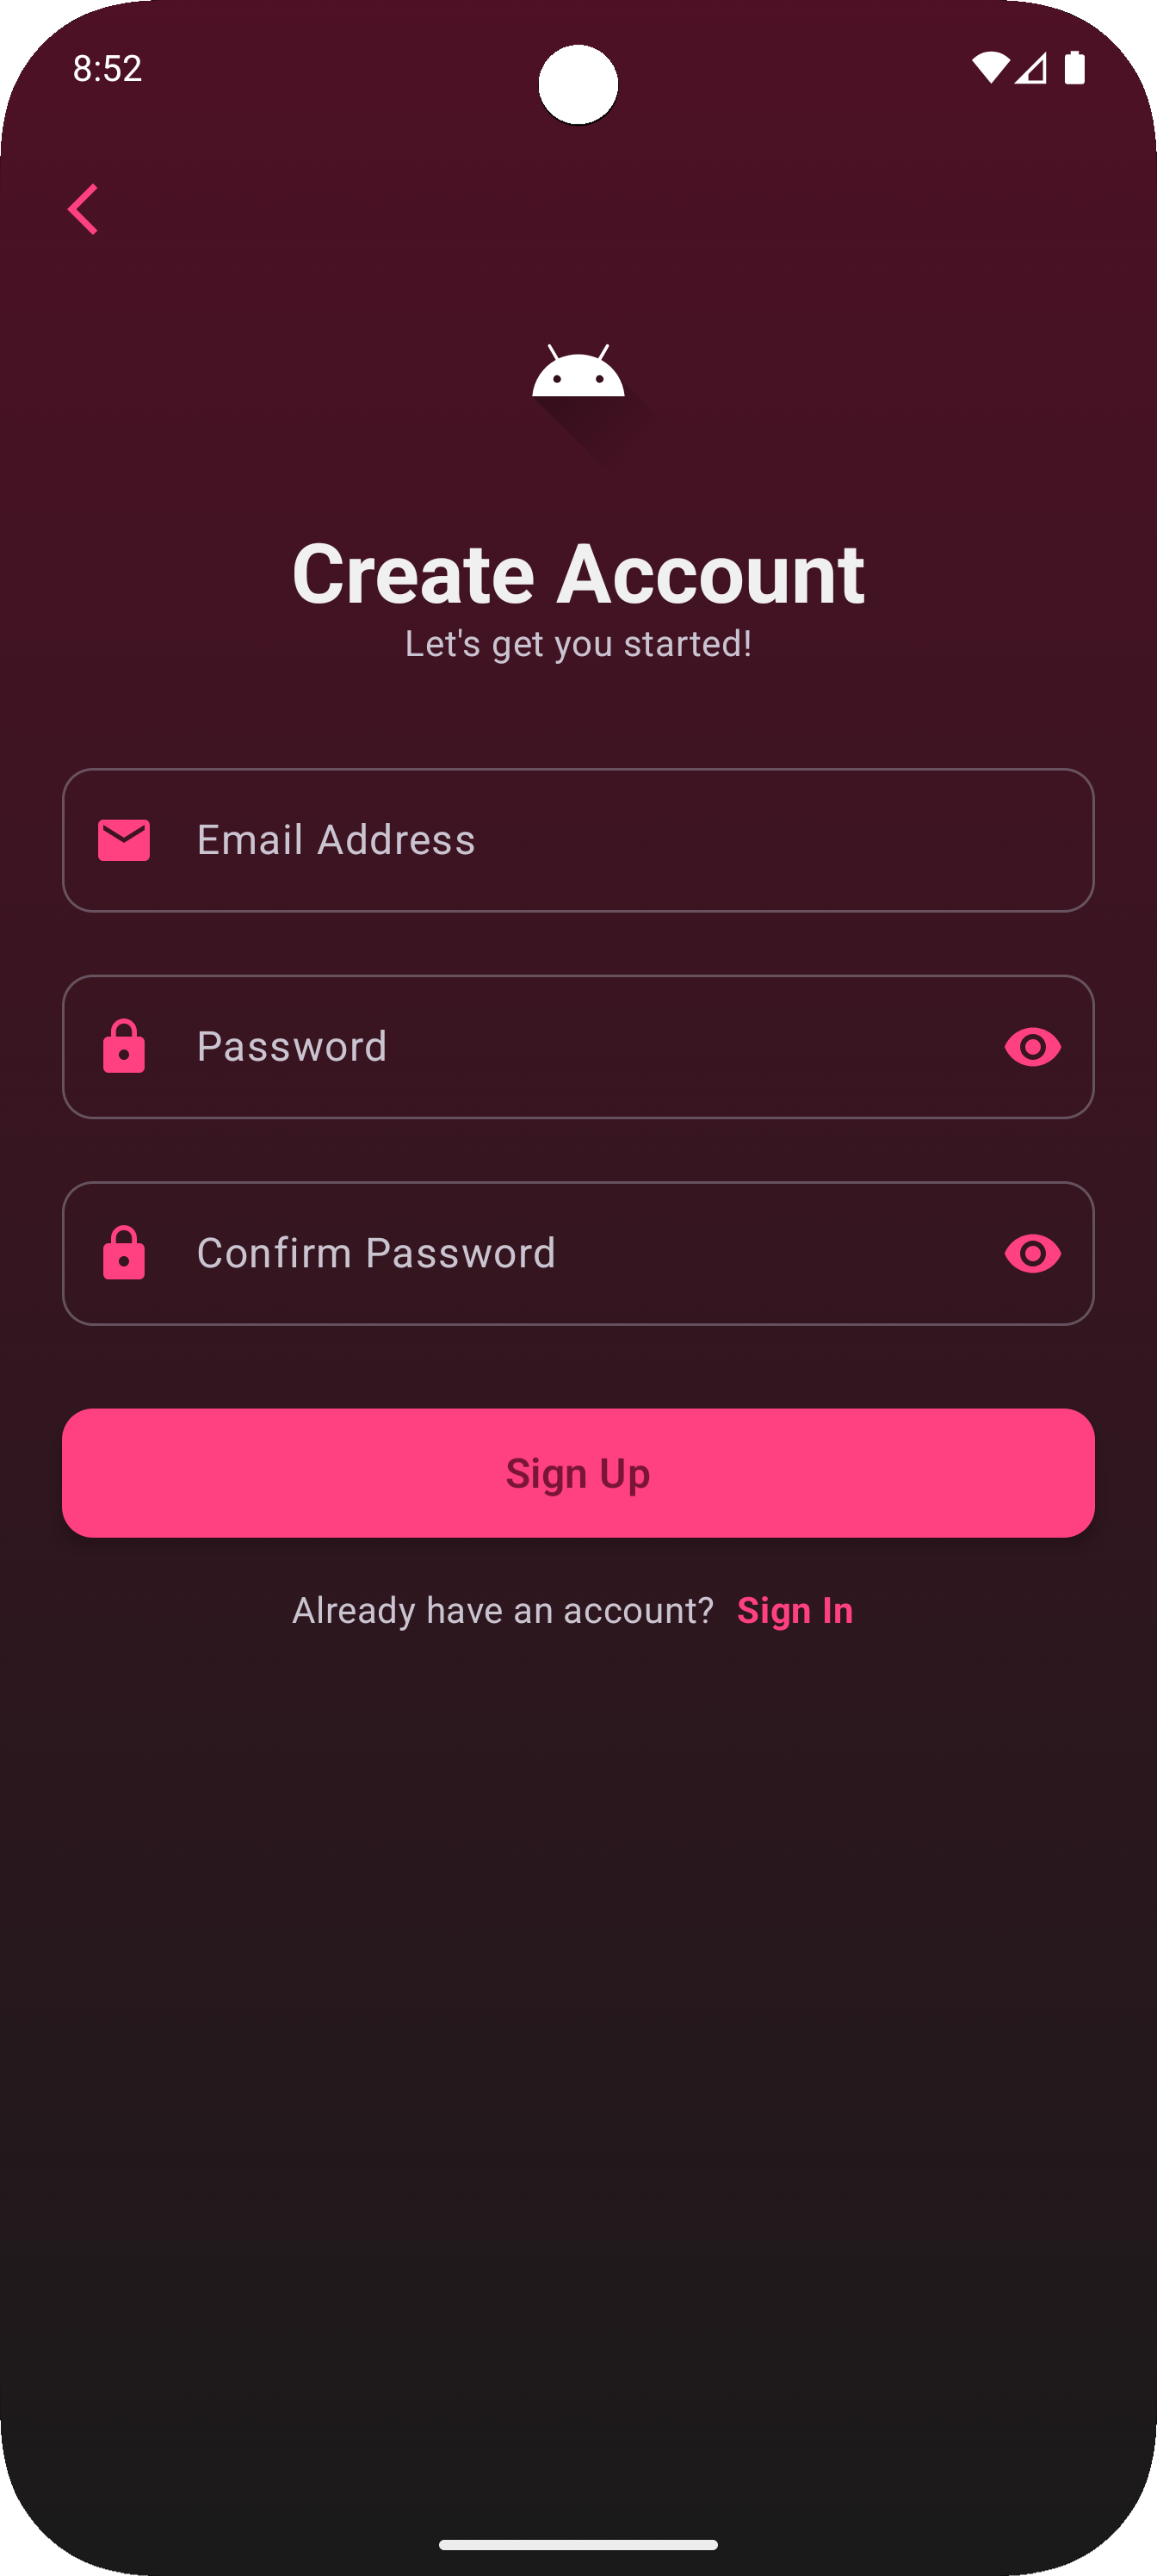 8:52
Create Account
Let's get you started!
Email Address
Password
Confirm Password
Sign Up
Already have an account? Sign In